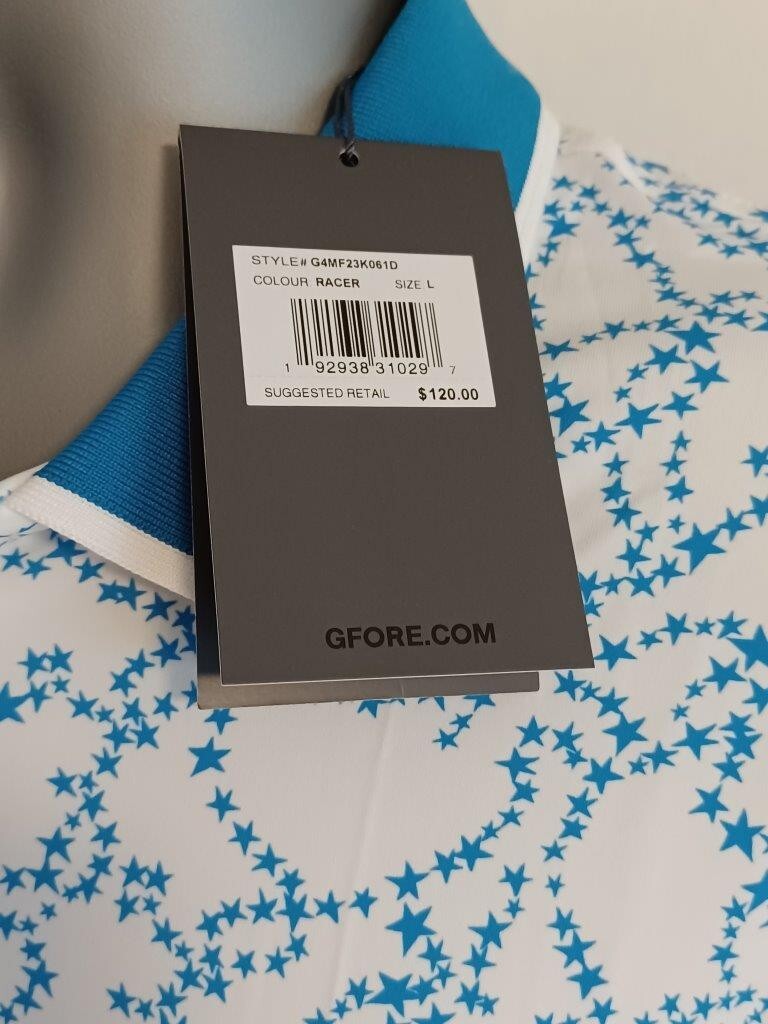 STYLE# G4MF23K061D
COLOUR RACER SIZE L
1 92938 31029 7
SUGGESTED RETAIL $120.00
GFORE.COM